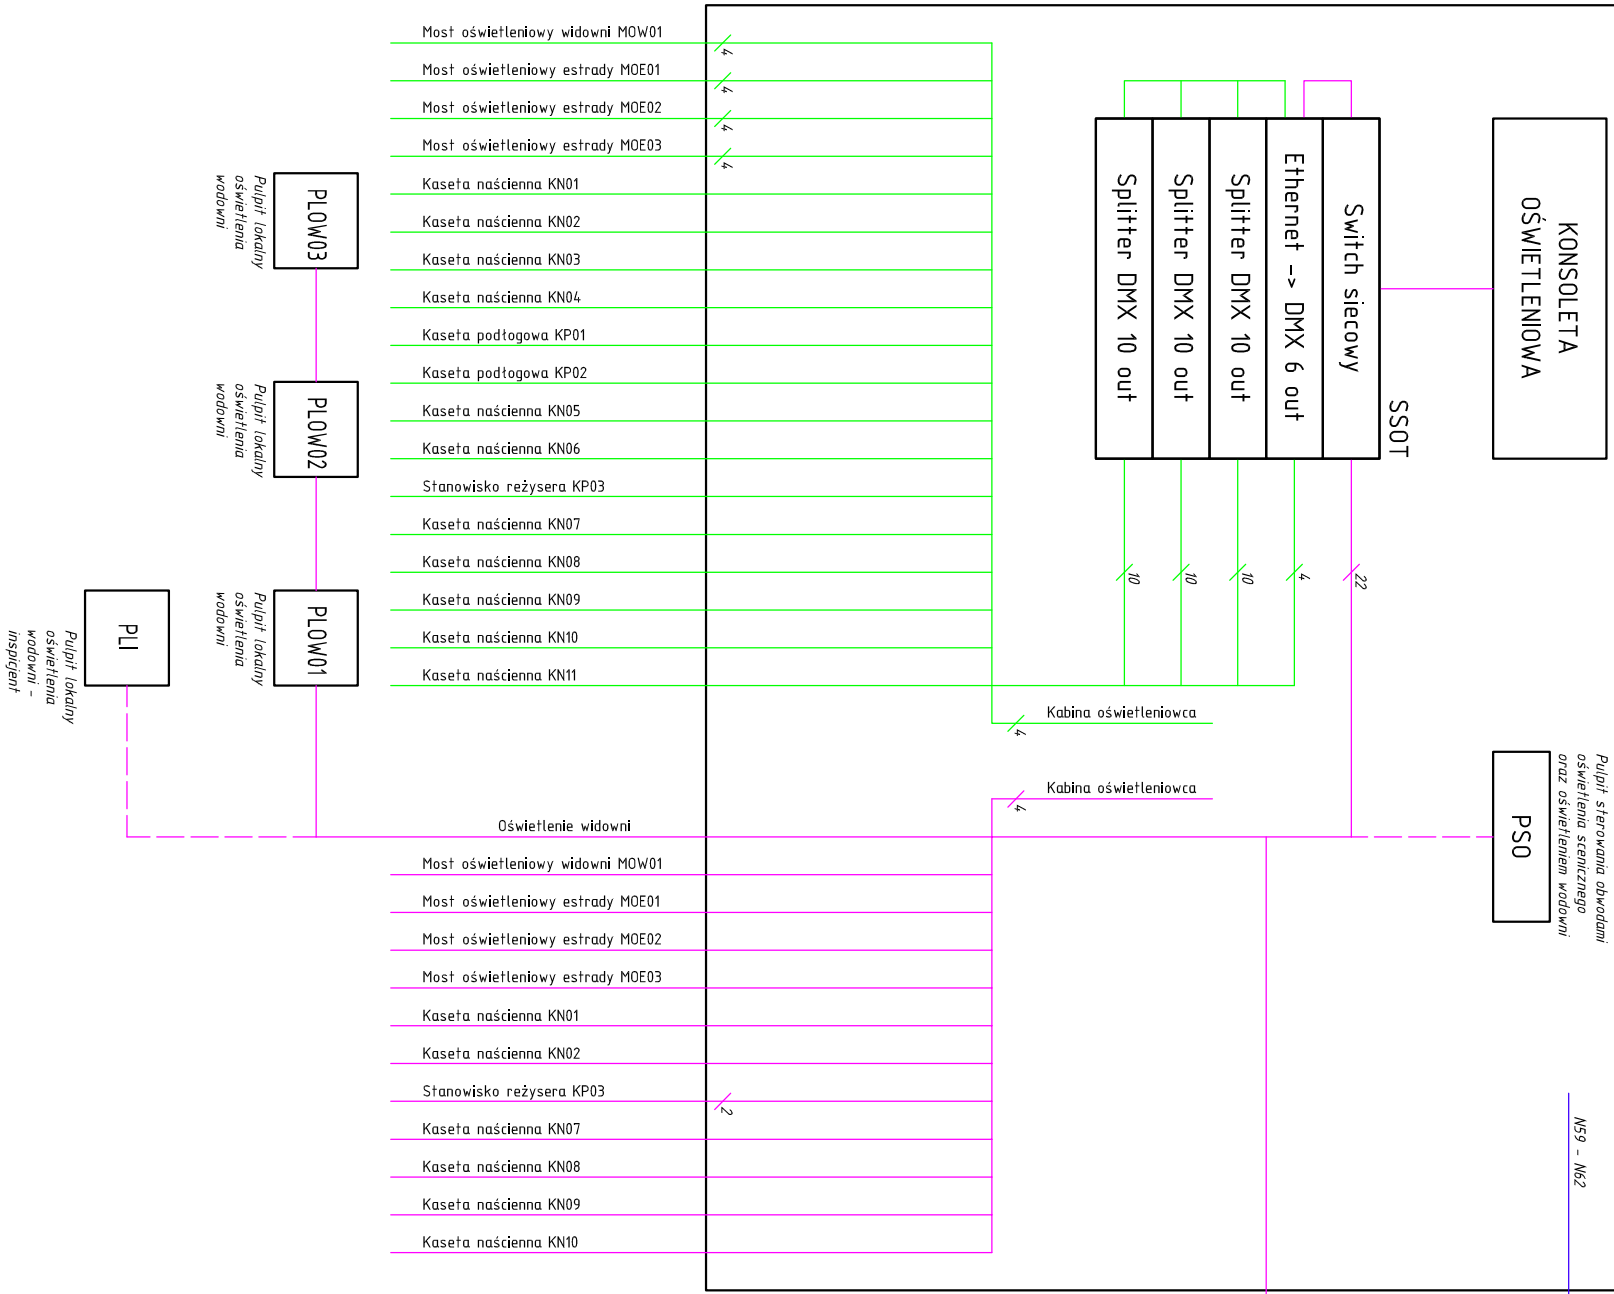 Most oświetleniowy widowni MOW01
4
Most oświetleniowy estrady MOE01
4
Most oświetleniowy estrady MOE02
4
Most oświetleniowy estrady MOE03
4
Kaseta naścienna KN01
Kaseta naścienna KN02
Kaseta naścienna KN03
Kaseta naścienna KN04
Kaseta podłogowa KP01
Kaseta podłogowa KP02
Kaseta naścienna KN05
Kaseta naścienna KN06
Stanowisko reżysera KP03
Kaseta naścienna KN07
Kaseta naścienna KN08
Kaseta naścienna KN09
Kaseta naścienna KN10
Kaseta naścienna KN11
Kabina oświetleniowca
4
Kabina oświetleniowca
4
Oświetlenie widowni
Most oświetleniowy widowni MOW01
Most oświetleniowy estrady MOE01
Most oświetleniowy estrady MOE02
Most oświetleniowy estrady MOE03
Kaseta naścienna KN01
Kaseta naścienna KN02
Stanowisko reżysera KP03
2
Kaseta naścienna KN07
Kaseta naścienna KN08
Kaseta naścienna KN09
Kaseta naścienna KN10
KONSOLETA
OŚWIETLENIOWA
SSOT
Switch siecowy
Ethernet -> DMX 6 out
Splitter DMX 10 out
Splitter DMX 10 out
Splitter DMX 10 out
22
4
10
10
10
PLOW03
Pulpit lokalny
oświetlenia
wodowni
PLOW02
Pulpit lokalny
oświetlenia
wodowni
PLOW01
Pulpit lokalny
oświetlenia
wodowni
PLI
Pulpit lokalny
oświetlenia
wodowni -
inspicjent
Pulpit sterowania obwodami
oświetlenia scenicznego
oraz oświetleniem wodowni
PSO
N59 - N62